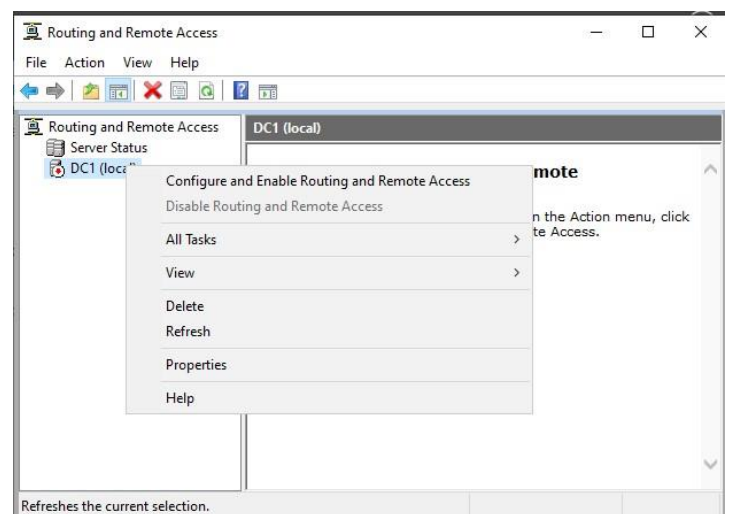 Routing and Remote Access
File Action View Help
Routing and Remote Access
Server Status
DC1 (local)
DC1 (local)
mote
n the Action menu, click
te Access.
Configure and Enable Routing and Remote Access
Disable Routing and Remote Access
All Tasks
View
Delete
Refresh
Properties
Help
Refreshes the current selection.